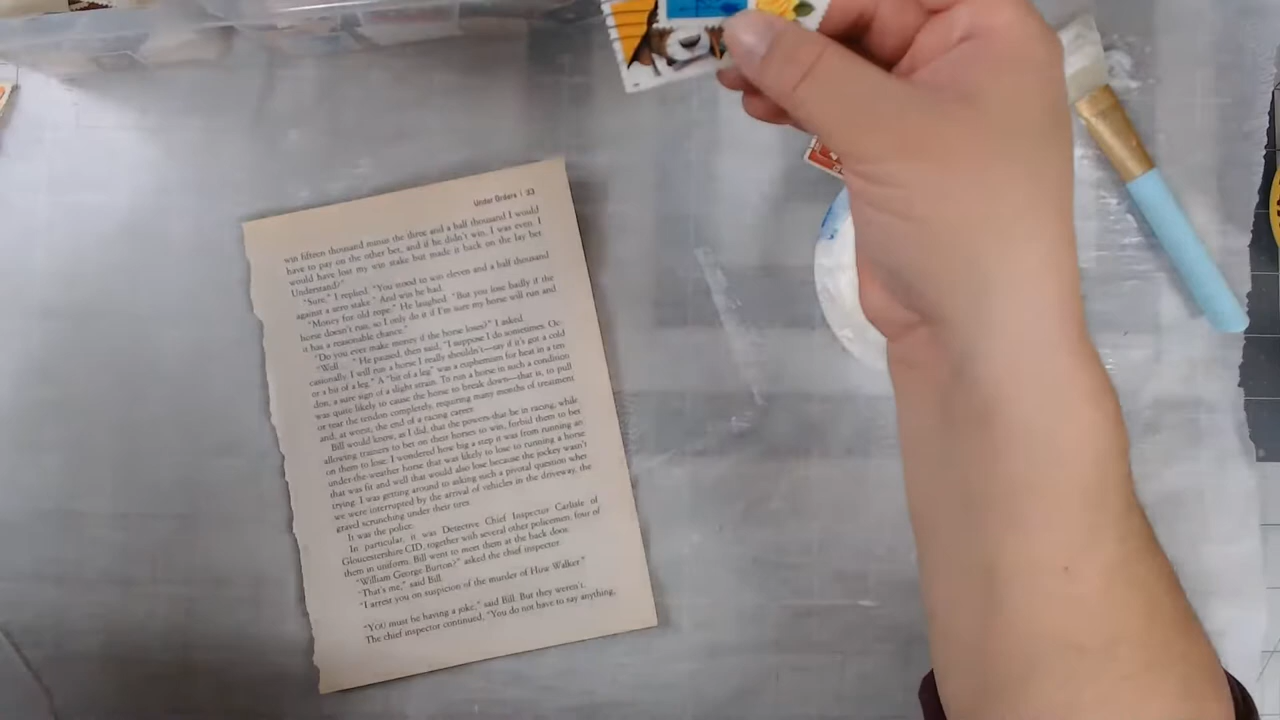 Under Orders | 93
win fifteen thousand minus the three and a half thousand I would
have to pay on the other bet, and if he didn't win, I was even. I
would have lost my win stake but made it back on the lay bet.
Understand?"
"Sure," I replied. "You stood to win eleven and a half thousand
against a zero stake." And win he had.
"Money for old rope." He laughed. "But you lose badly if the
horse doesn't run, so I only do it if I'm sure my horse will run and
it has a reasonable chance."
"Do you ever make money if the horse loses?" I asked.
"Well . . ." He paused, then said, "I suppose I do sometimes. Oc-
casionally, I will run a horse I really shouldn't—say if it's got a cold
or a bit of a leg." A "bit of a leg" was a euphemism for heat in a ten
don, a sure sign of a slight strain. To run a horse in such a condition
was quite likely to cause the horse to break down—that is, to pull
or tear the tendon completely, requiring many months of treatment
and, at worst, the end of a racing career.
Bill would know, as I did, that the powers-that-be in racing, while
allowing trainers to bet on their horses to win, forbid them to bet
on them to lose. I wondered how big a step it was from running an
under-the-weather horse that was likely to lose to running a horse
that was fit and well that would also lose because the jockey wasn't
trying. I was getting around to asking such a pivotal question when
we were interrupted by the arrival of vehicles in the driveway, the
gravel scrunching under their tires.
It was the police.
In particular, it was Detective Chief Inspector Carlisle of
Gloucestershire CID, together with several other policemen, four of
them in uniform. Bill went to meet them at the back door.
"William George Burton?" asked the chief inspector.
"That's me," said Bill.
"I arrest you on suspicion of the murder of Huw Walker."
"YOU must be having a joke," said Bill. But they weren't.
The chief inspector continued, "You do not have to say anything,